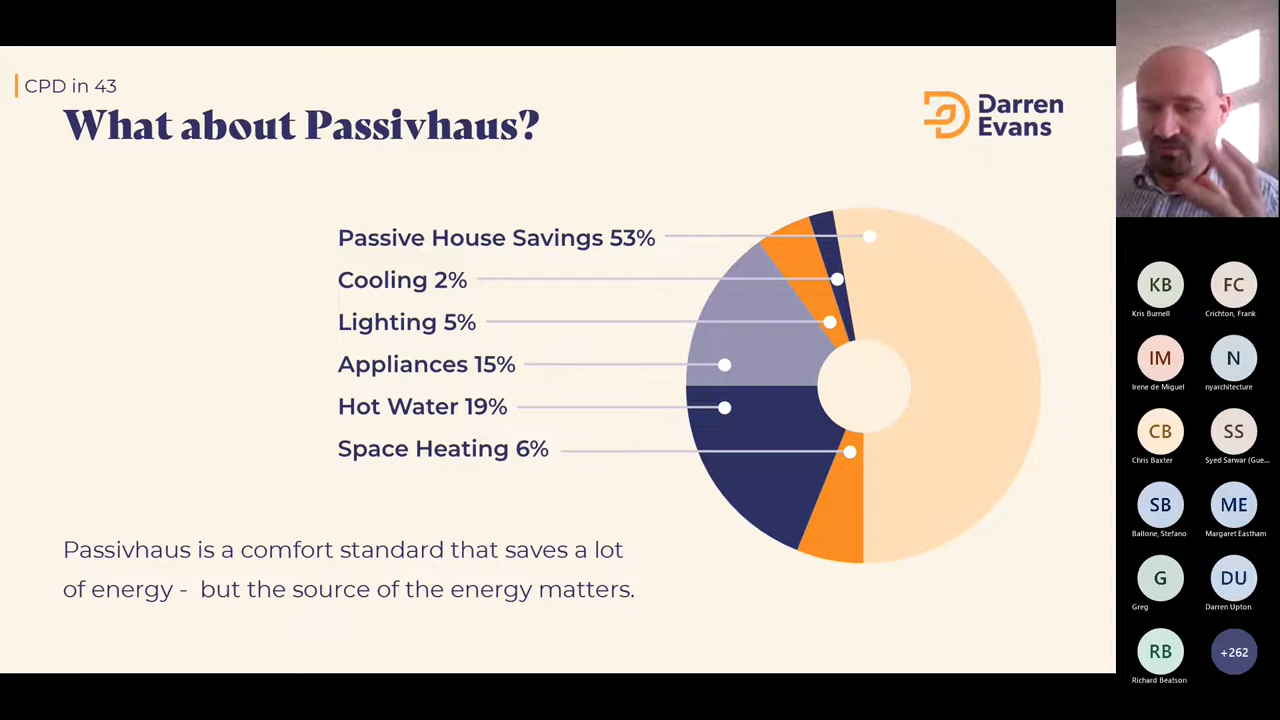 CPD in 43
What about Passivhaus?
Darren
Evans
Passive House Savings 53%
Cooling 2%
Lighting 5%
Appliances 15%
Hot Water 19%
Space Heating 6%
Passivhaus is a comfort standard that saves a lot
of energy - but the source of the energy matters.
KB
Kris Burnell
FC
Crichton, Frank
IM
Irene de Miguel
N
nyarchitecture
CB
Chris Baxter
SS
Syed Sarwar (Gue...
SB
Ballone, Stefano
ME
Margaret Eastham
G
Greg
DU
Darren Upton
RB
Richard Beatson
+262